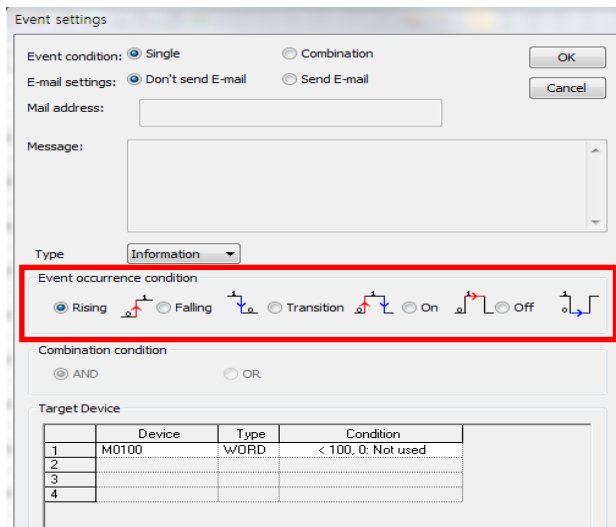 Event settings
Event condition: Single Combination OK
E-mail settings: Don't send E-mail Send E-mail Cancel
Mail address:
Message:
Type Information
Event occurrence condition
Rising Falling Transition On Off
Combination condition
AND OR
Target Device
Device Type Condition
1 M0100 WORD < 100, 0: Not used
2
3
4